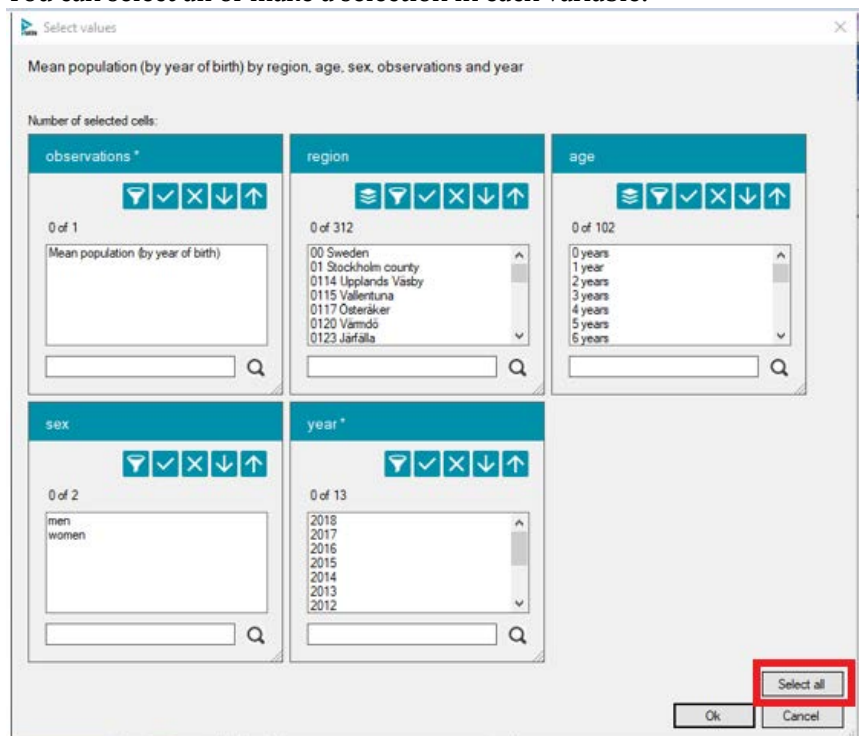 You can select all or make a selection in each variable.
Select values
Mean population (by year of birth) by region, age, sex, observations and year
Number of selected cells:
observations *
0 of 1
Mean population (by year of birth)
region
0 of 312
00 Sweden
01 Stockholm county
0114 Upplands Väsby
0115 Vallentuna
0117 Österåker
0120 Värmdö
0123 Järfälla
age
0 of 102
0 years
1 year
2 years
3 years
4 years
5 years
6 years
sex
0 of 2
men
women
year *
0 of 13
2018
2017
2016
2015
2014
2013
2012
Select all
Ok
Cancel